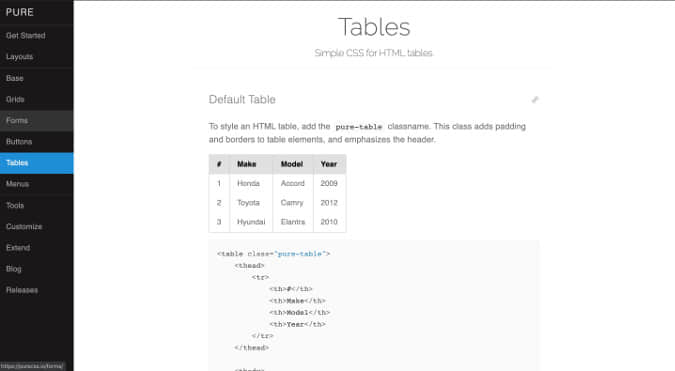 PURE
Get Started
Layouts
Base
Grids
Forms
Buttons
Tables
Menus
Tools
Customize
Extend
Blog
Releases
https://purecss.io/forms/
Tables
Simple CSS for HTML tables.
Default Table
To style an HTML table, add the pure-table classname. This class adds padding
and borders to table elements, and emphasizes the header.
# Make Model Year
1 Honda Accord 2009
2 Toyota Camry 2012
3 Hyundai Elantra 2010
<table class="pure-table">
<thead>
<tr>
<th>#</th>
<th>Make</th>
<th>Model</th>
<th>Year</th>
</tr>
</thead>
<tbody>